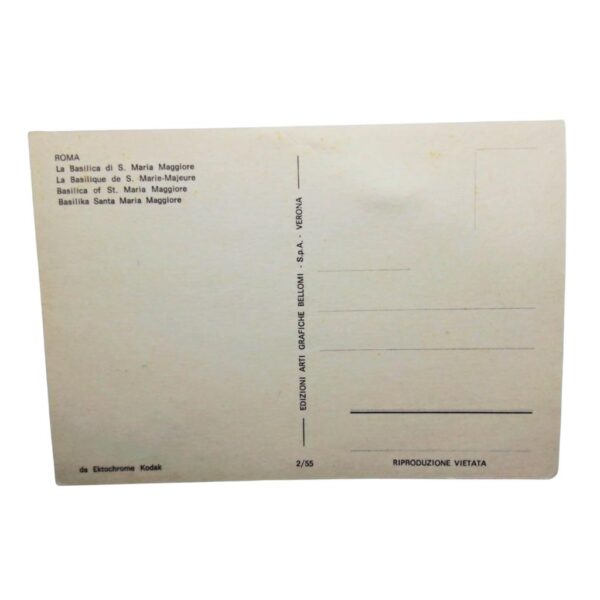 ROMA
La Basilica di S. Maria Maggiore
La Basilique de S. Marie-Majeure
Basilica of St. Maria Maggiore
Basilika Santa Maria Maggiore
EDIZIONI ARTI GRAFICHE BELLOMI - S.p.A. - VERONA
da Ektochrome Kodak
2/55
RIPRODUZIONE VIETATA